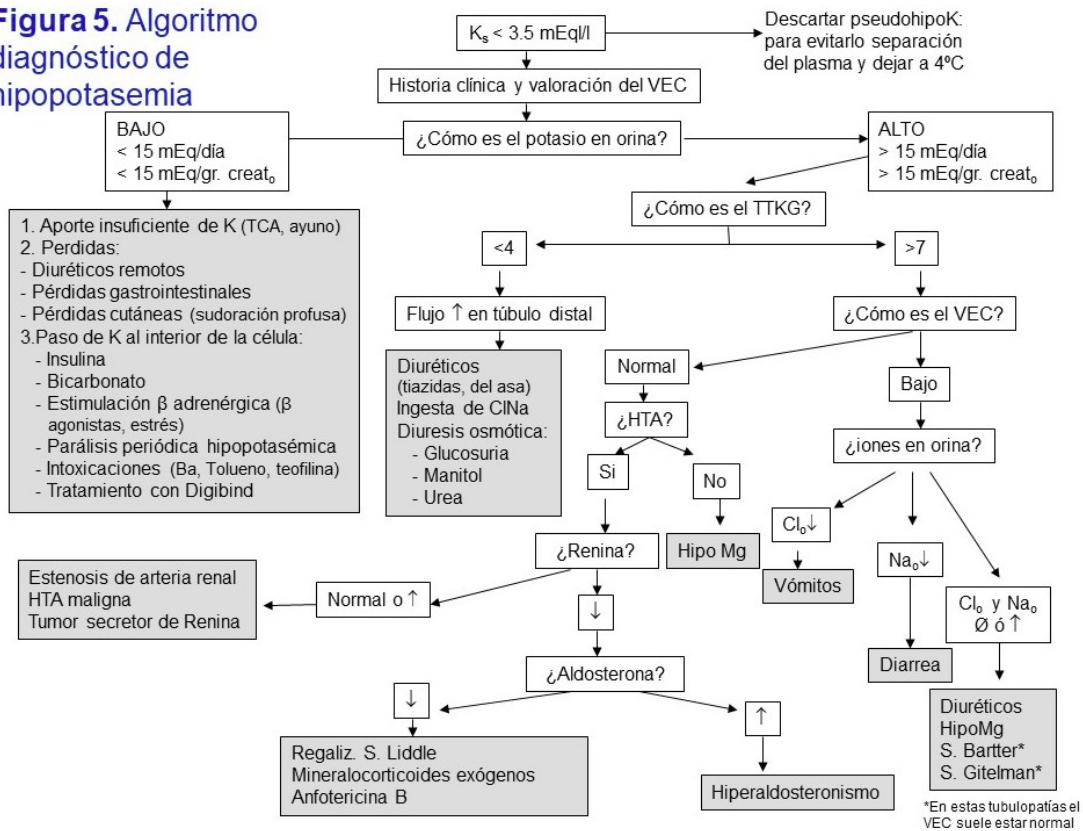 Figura 5. Algoritmo
diagnóstico de
hipopotasemia
Kₛ < 3.5 mEql/l
Descartar pseudohipoK:
para evitarlo separación
del plasma y dejar a 4ºC
Historia clínica y valoración del VEC
¿Cómo es el potasio en orina?
BAJO
< 15 mEq/día
< 15 mEq/gr. creatₒ
ALTO
> 15 mEq/día
> 15 mEq/gr. creatₒ
1. Aporte insuficiente de K (TCA, ayuno)
2. Perdidas:
- Diuréticos remotos
- Pérdidas gastrointestinales
- Pérdidas cutáneas (sudoración profusa)
3.Paso de K al interior de la célula:
- Insulina
- Bicarbonato
- Estimulación β adrenérgica (β
agonistas, estrés)
- Parálisis periódica hipopotasémica
- Intoxicaciones (Ba, Tolueno, teofilina)
- Tratamiento con Digibind
¿Cómo es el TTKG?
<4
>7
Flujo ↑ en túbulo distal
Diuréticos
(tiazidas, del asa)
Ingesta de ClNa
Diuresis osmótica:
- Glucosuria
- Manitol
- Urea
¿Cómo es el VEC?
Normal
Bajo
¿HTA?
Si
No
Hipo Mg
¿iones en orina?
Clₒ↓
Vómitos
Naₒ↓
Diarrea
Clₒ y Naₒ
Ø ó ↑
Diuréticos
HipoMg
S. Bartter*
S. Gitelman*
*En estas tubulopatías el
VEC suele estar normal
¿Renina?
Normal o ↑
Estenosis de arteria renal
HTA maligna
Tumor secretor de Renina
↓
¿Aldosterona?
↓
Regaliz. S. Liddle
Mineralocorticoides exógenos
Anfotericina B
↑
Hiperaldosteronismo